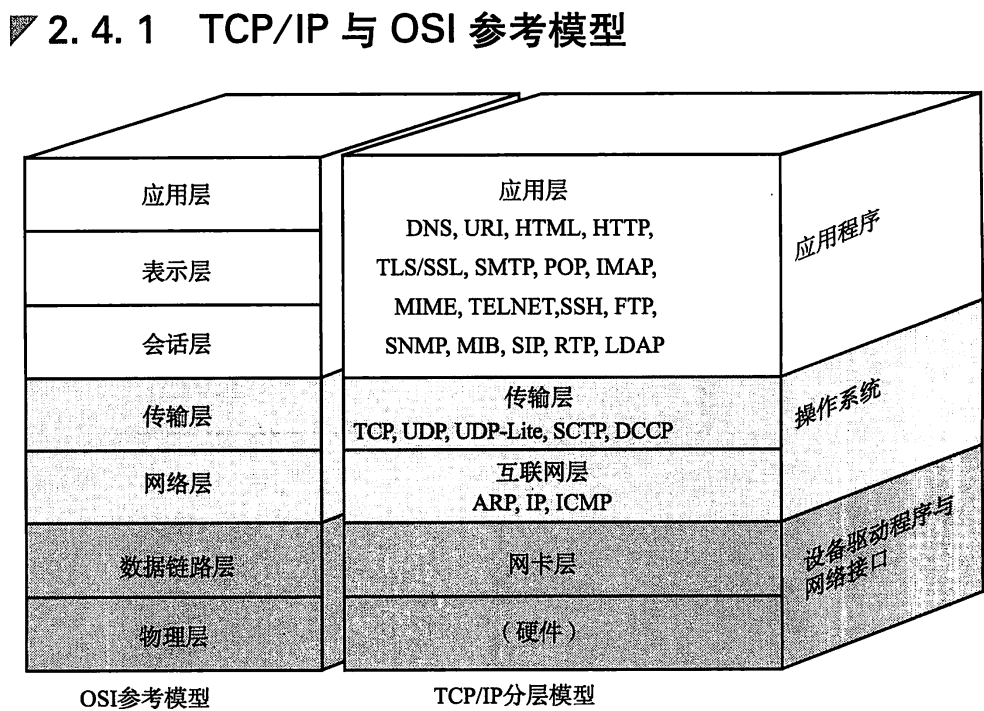 2.4.1 TCP/IP 与 OSI 参考模型
应用层
表示层
会话层
传输层
网络层
数据链路层
物理层
OSI参考模型
应用层
DNS, URI, HTML, HTTP,
TLS/SSL, SMTP, POP, IMAP,
MIME, TELNET,SSH, FTP,
SNMP, MIB, SIP, RTP, LDAP
传输层
TCP, UDP, UDP-Lite, SCTP, DCCP
互联网层
ARP, IP, ICMP
网卡层
（硬件）
TCP/IP分层模型
应用程序
操作系统
设备驱动程序与
网络接口